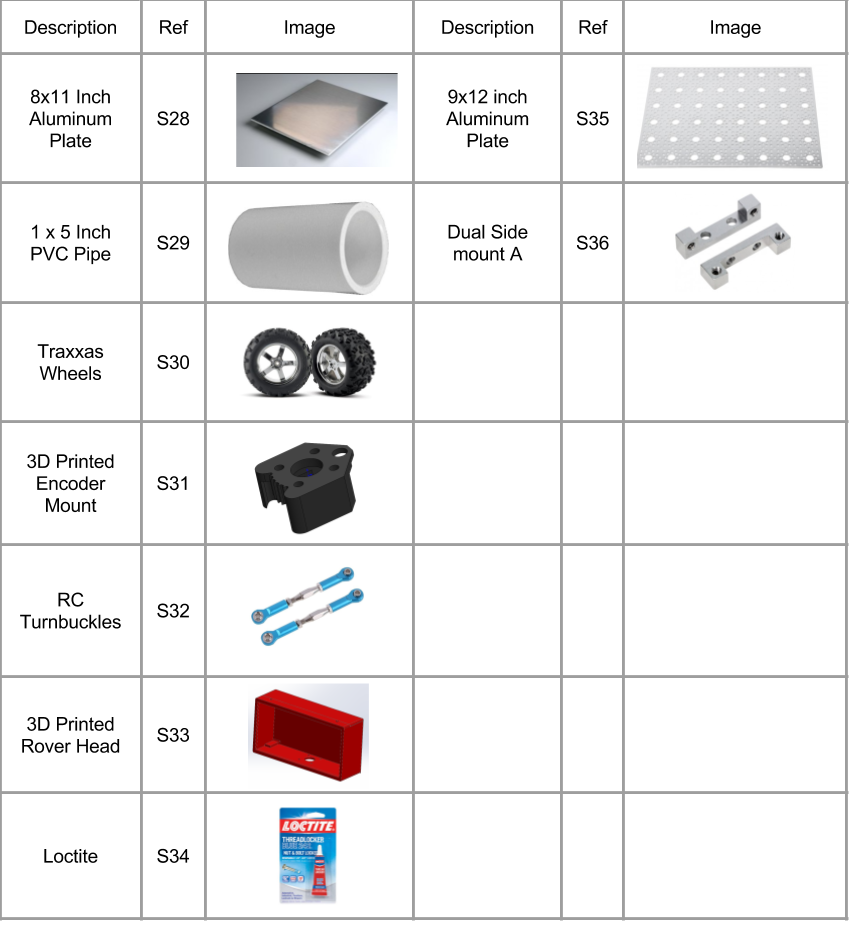 Description Ref Image Description Ref Image
8x11 Inch
Aluminum
Plate
S28
9x12 inch
Aluminum
Plate
S35
1 x 5 Inch
PVC Pipe
S29
Dual Side
mount A
S36
Traxxas
Wheels
S30
3D Printed
Encoder
Mount
S31
RC
Turnbuckles
S32
3D Printed
Rover Head
S33
Loctite
S34
LOCTITE
THREADLOCKER